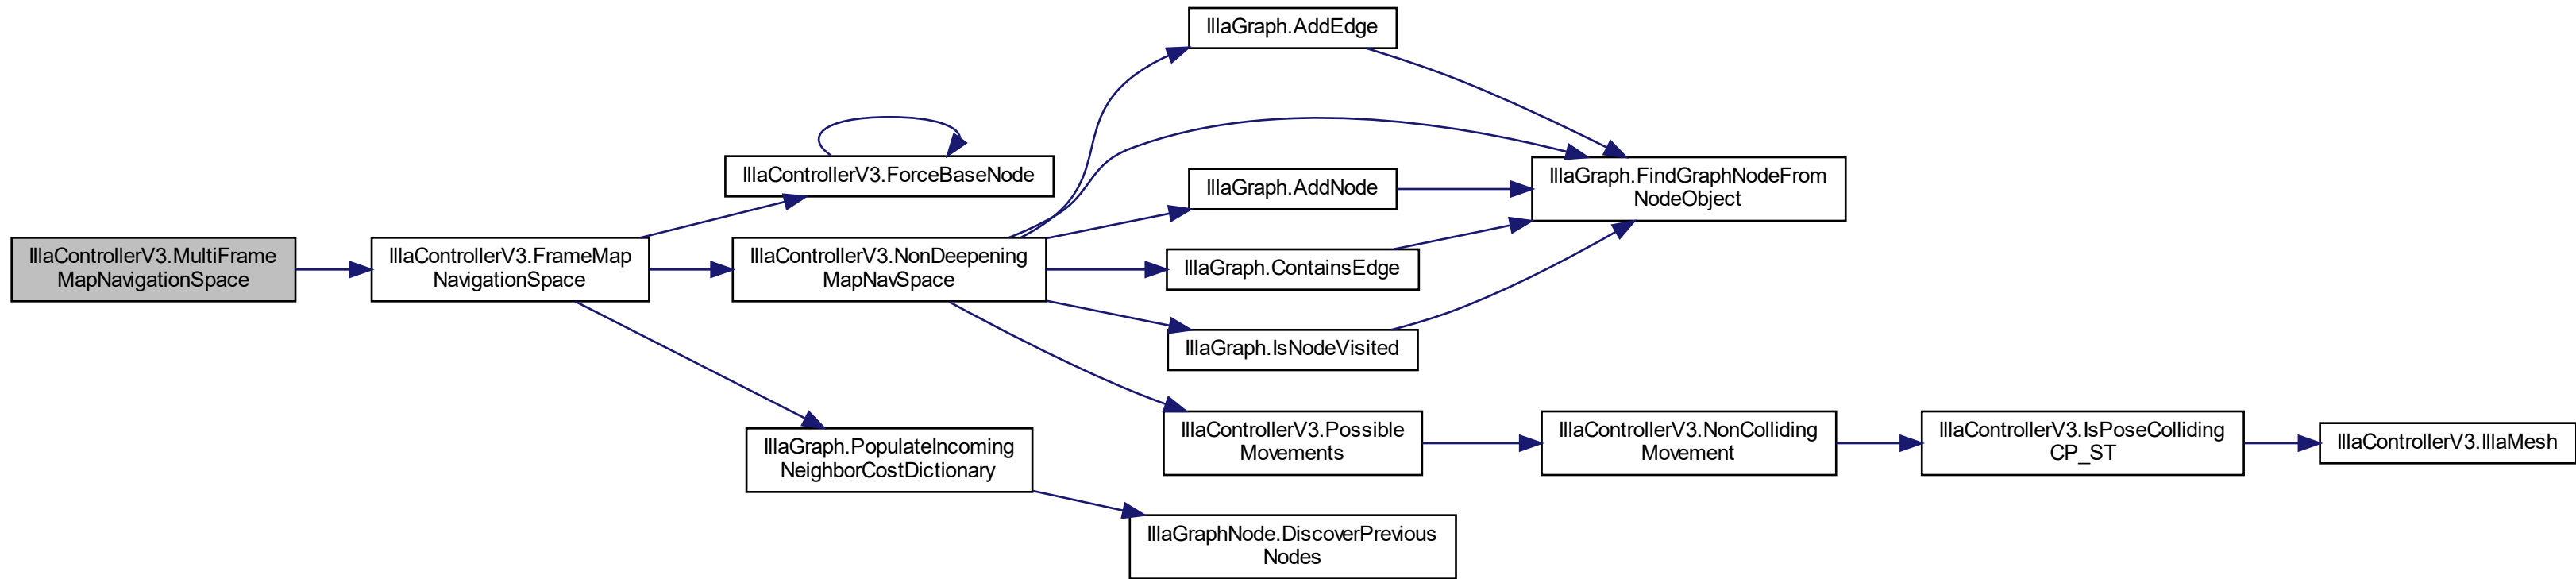 IllaGraph.AddEdge
IllaControllerV3.ForceBaseNode
IllaGraph.AddNode
IllaGraph.FindGraphNodeFrom
NodeObject
IllaControllerV3.MultiFrame
MapNavigationSpace
IllaControllerV3.FrameMap
NavigationSpace
IllaControllerV3.NonDeepening
MapNavSpace
IllaGraph.ContainsEdge
IllaGraph.IsNodeVisited
IllaControllerV3.Possible
Movements
IllaControllerV3.NonColliding
Movement
IllaControllerV3.IsPoseColliding
CP_ST
IllaControllerV3.IllaMesh
IllaGraph.PopulateIncoming
NeighborCostDictionary
IllaGraphNode.DiscoverPrevious
Nodes